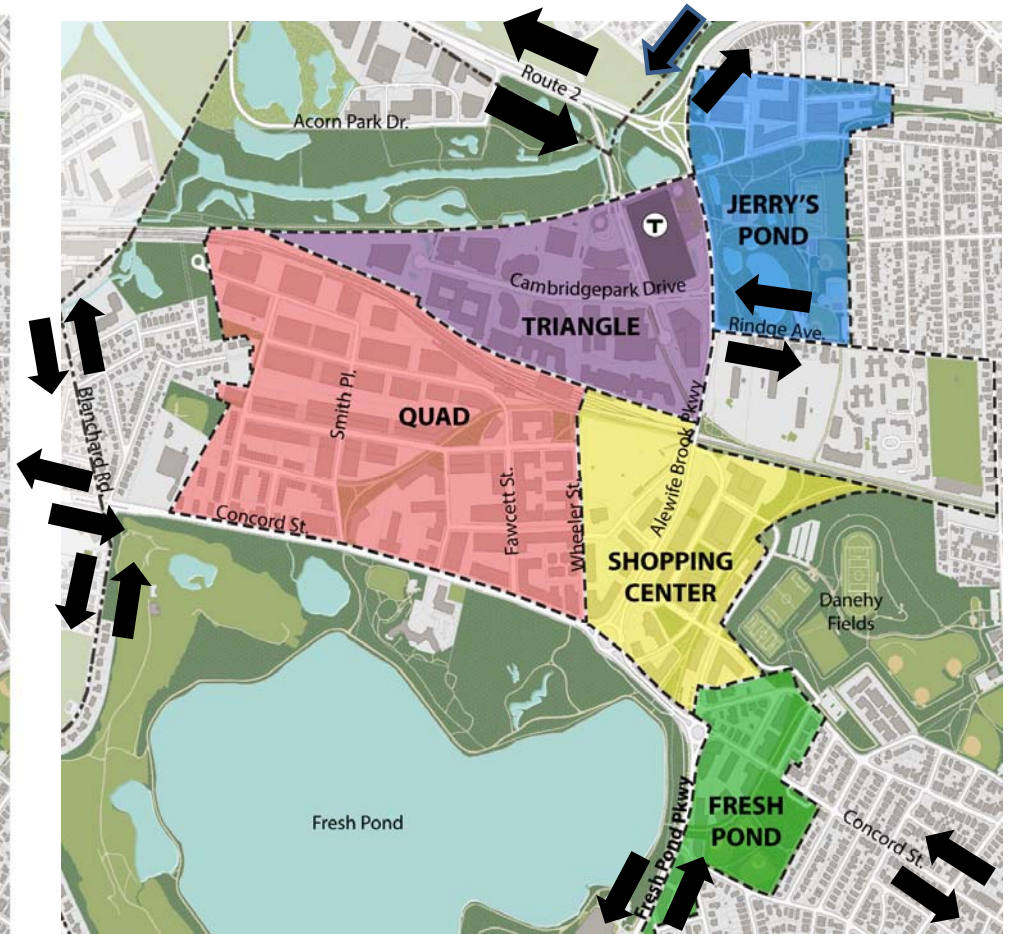 Route 2
Acorn Park Dr.
T
JERRY'S
POND
Cambridgepark Drive
TRIANGLE
Rindge Ave.
Blanchard Rd.
Smith Pl.
QUAD
Alewife Brook Pkwy
Concord St.
Fawcett St.
Wheeler St.
SHOPPING
CENTER
Danehy
Fields
Fresh Pond
Fresh Pond Pkwy
FRESH
POND
Concord St.